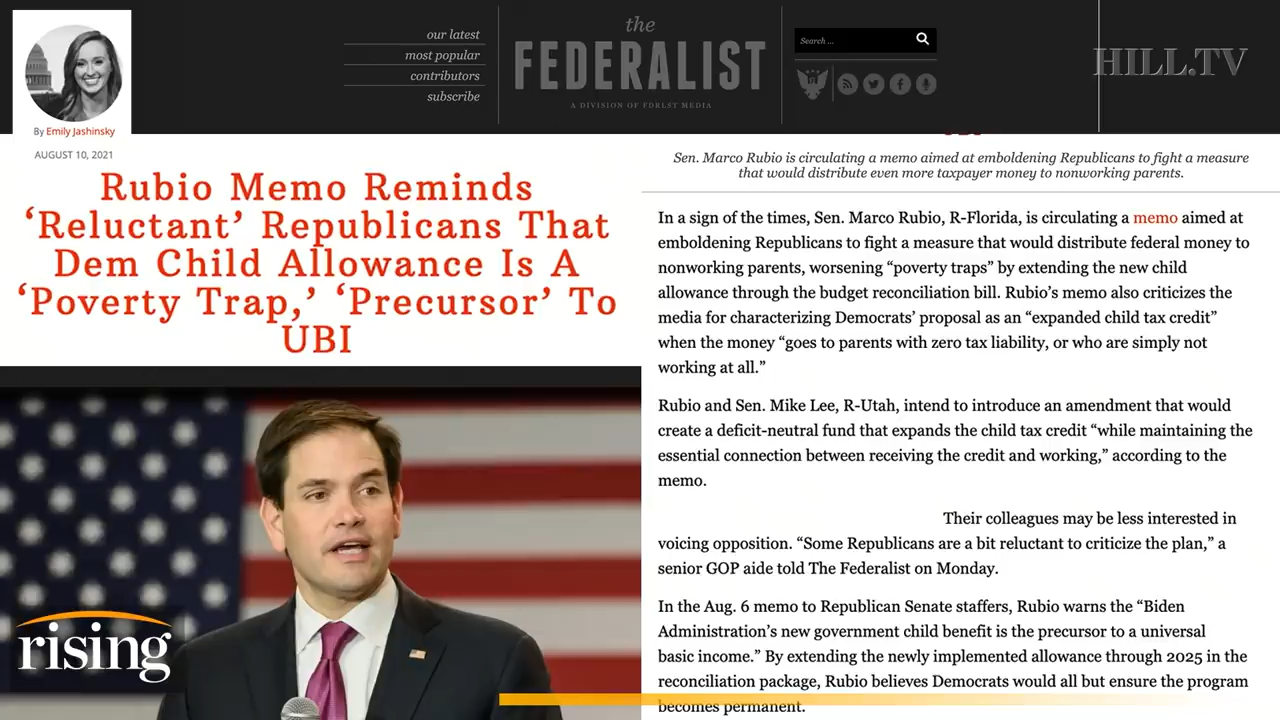 our latest
most popular
contributors
subscribe
the
FEDERALIST
A DIVISION OF FDRLST MEDIA
Search ...
HILL.TV
By Emily Jashinsky
AUGUST 10, 2021
Rubio Memo Reminds
‘Reluctant’ Republicans That
Dem Child Allowance Is A
‘Poverty Trap,’ ‘Precursor’ To
UBI
rising
UBI
Sen. Marco Rubio is circulating a memo aimed at emboldening Republicans to fight a measure
that would distribute even more taxpayer money to nonworking parents.
In a sign of the times, Sen. Marco Rubio, R-Florida, is circulating a memo aimed at
emboldening Republicans to fight a measure that would distribute federal money to
nonworking parents, worsening “poverty traps” by extending the new child
allowance through the budget reconciliation bill. Rubio’s memo also criticizes the
media for characterizing Democrats’ proposal as an “expanded child tax credit”
when the money “goes to parents with zero tax liability, or who are simply not
working at all.”
Rubio and Sen. Mike Lee, R-Utah, intend to introduce an amendment that would
create a deficit-neutral fund that expands the child tax credit “while maintaining the
essential connection between receiving the credit and working,” according to the
memo.
Their colleagues may be less interested in
voicing opposition. “Some Republicans are a bit reluctant to criticize the plan,” a
senior GOP aide told The Federalist on Monday.
In the Aug. 6 memo to Republican Senate staffers, Rubio warns the “Biden
Administration’s new government child benefit is the precursor to a universal
basic income.” By extending the newly implemented allowance through 2025 in the
reconciliation package, Rubio believes Democrats would all but ensure the program
becomes permanent.